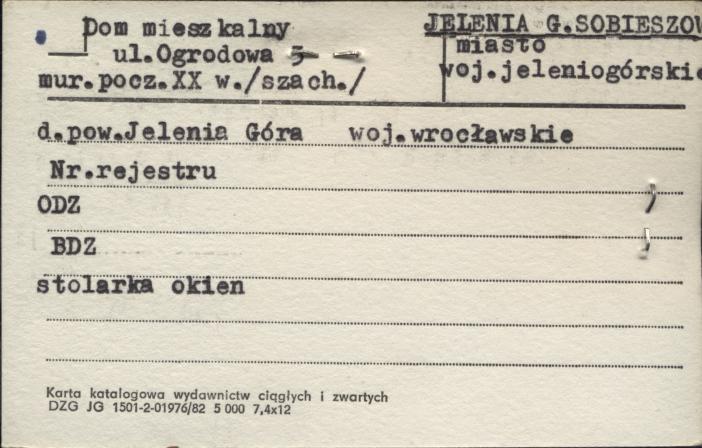 Dom mieszkalny
ul.Ogrodowa 5
mur.pocz.XX w./szach./
JELENIA G.SOBIESZOW
miasto
woj.jeleniogórskie
d.pow.Jelenia Góra woj.wrocławskie
Nr.rejestru
ODZ
BDZ
stolarka okien
Karta katalogowa wydawnictw ciągłych i zwartych
DZG JG 1501-2-01976/82 5 000 7,4x12